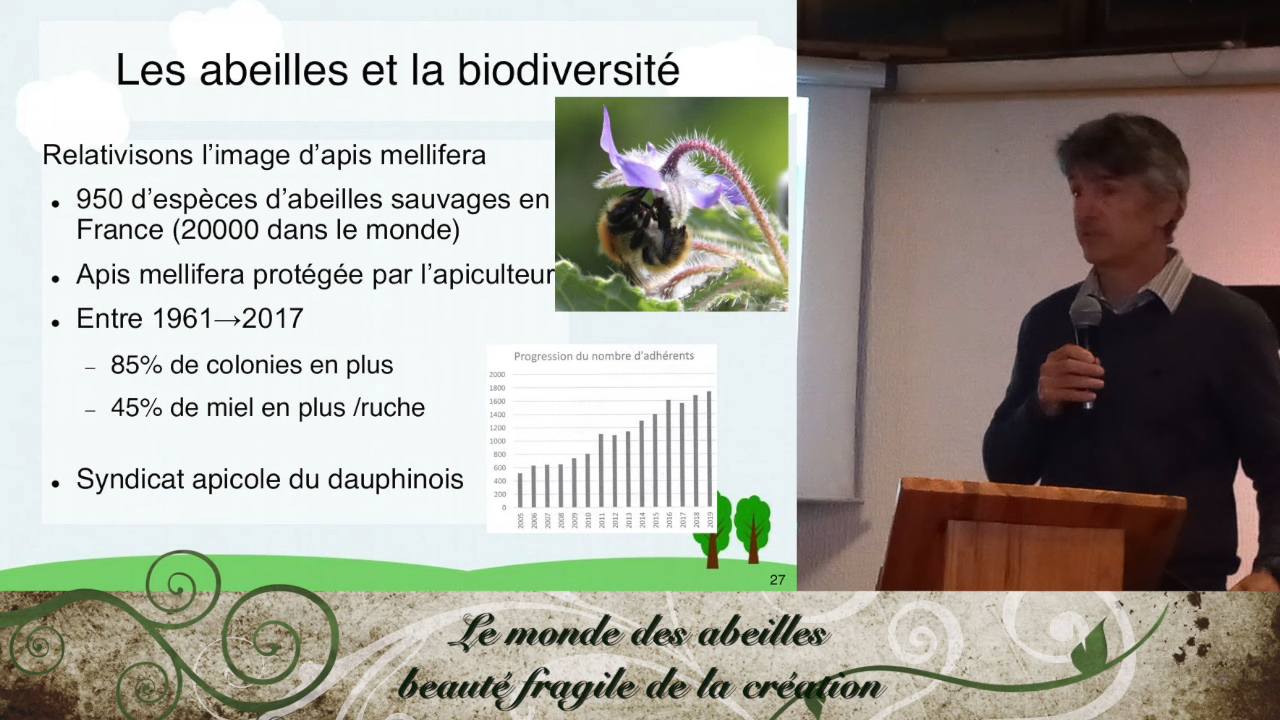 Les abeilles et la biodiversité
Relativisons l'image d'apis mellifera
950 d'espèces d'abeilles sauvages en
France (20000 dans le monde)
Apis mellifera protégée par l'apiculteur
Entre 1961→2017
85% de colonies en plus
45% de miel en plus /ruche
Syndicat apicole du dauphinois
Progression du nombre d'adhérents
2000
1800
1600
1400
1200
1000
800
600
400
200
0
2005 2006 2007 2008 2009 2010 2011 2012 2013 2014 2015 2016 2017 2018 2019
27
Le monde des abeilles
beauté fragile de la création